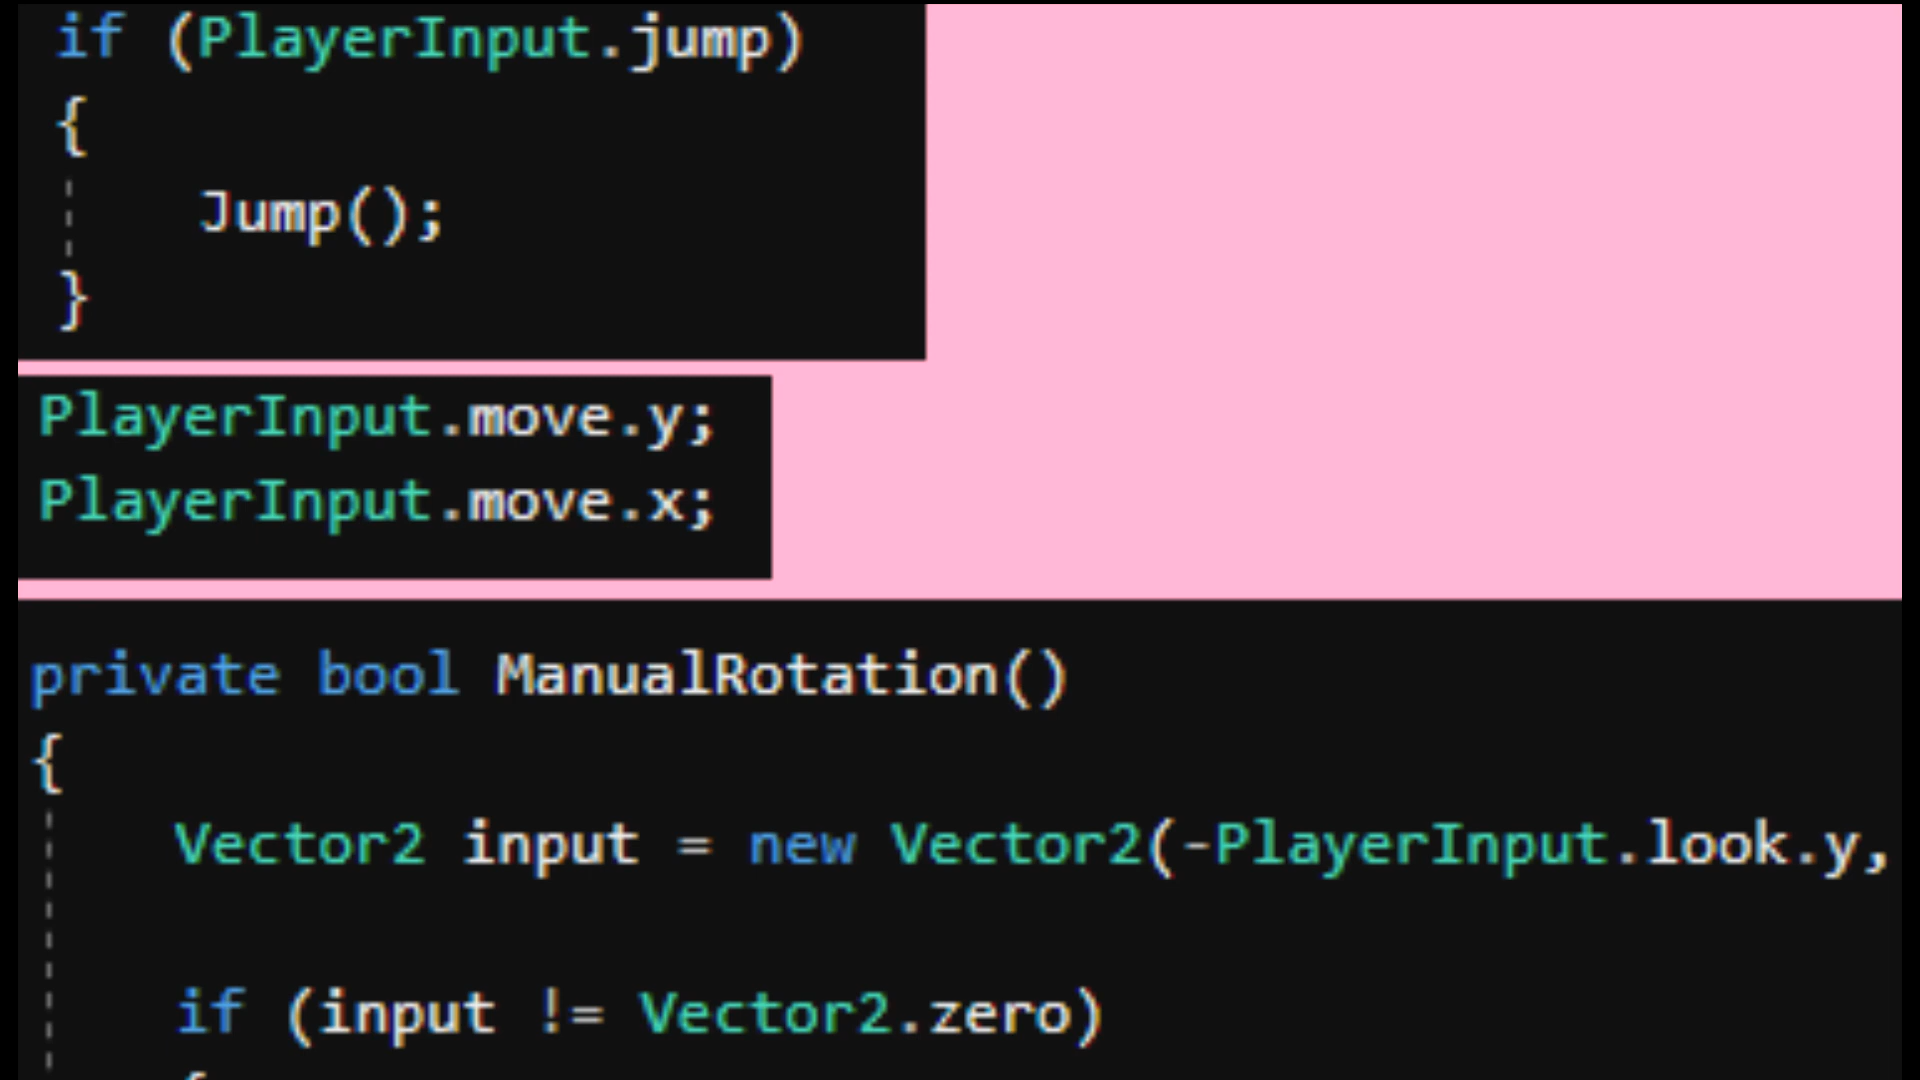 if (PlayerInput.jump)
{
Jump();
}
PlayerInput.move.y;
PlayerInput.move.x;
private bool ManualRotation()
{
Vector2 input = new Vector2(-PlayerInput.look.y,
if (input != Vector2.zero)
{